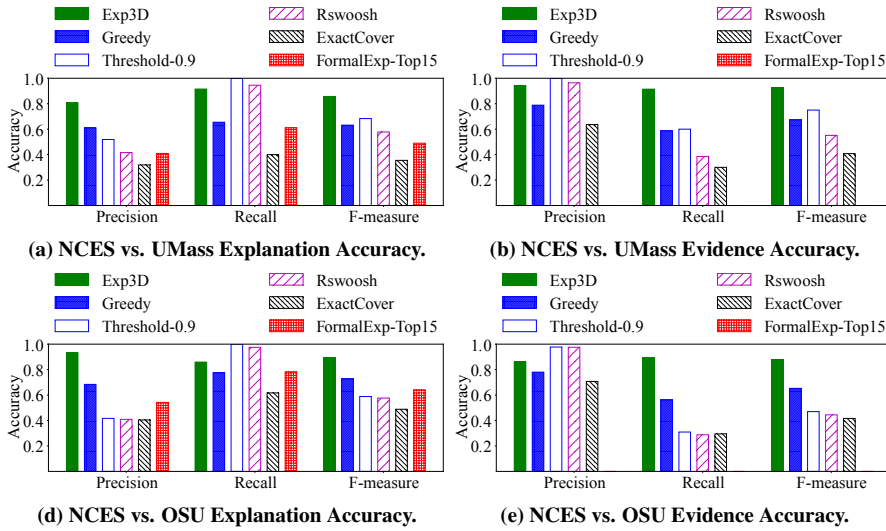 Exp3D Rswoosh
Greedy ExactCover
Threshold-0.9 FormalExp-Top15
1.0
0.8
0.6
0.4
0.2
Accuracy
Precision Recall F-measure
(a) NCES vs. UMass Explanation Accuracy.
Exp3D Rswoosh
Greedy ExactCover
Threshold-0.9 FormalExp-Top15
1.0
0.8
0.6
0.4
0.2
Accuracy
Precision Recall F-measure
(b) NCES vs. UMass Evidence Accuracy.
Exp3D Rswoosh
Greedy ExactCover
Threshold-0.9 FormalExp-Top15
1.0
0.8
0.6
0.4
0.2
Accuracy
Precision Recall F-measure
(d) NCES vs. OSU Explanation Accuracy.
Exp3D Rswoosh
Greedy ExactCover
Threshold-0.9 FormalExp-Top15
1.0
0.8
0.6
0.4
0.2
Accuracy
Precision Recall F-measure
(e) NCES vs. OSU Evidence Accuracy.